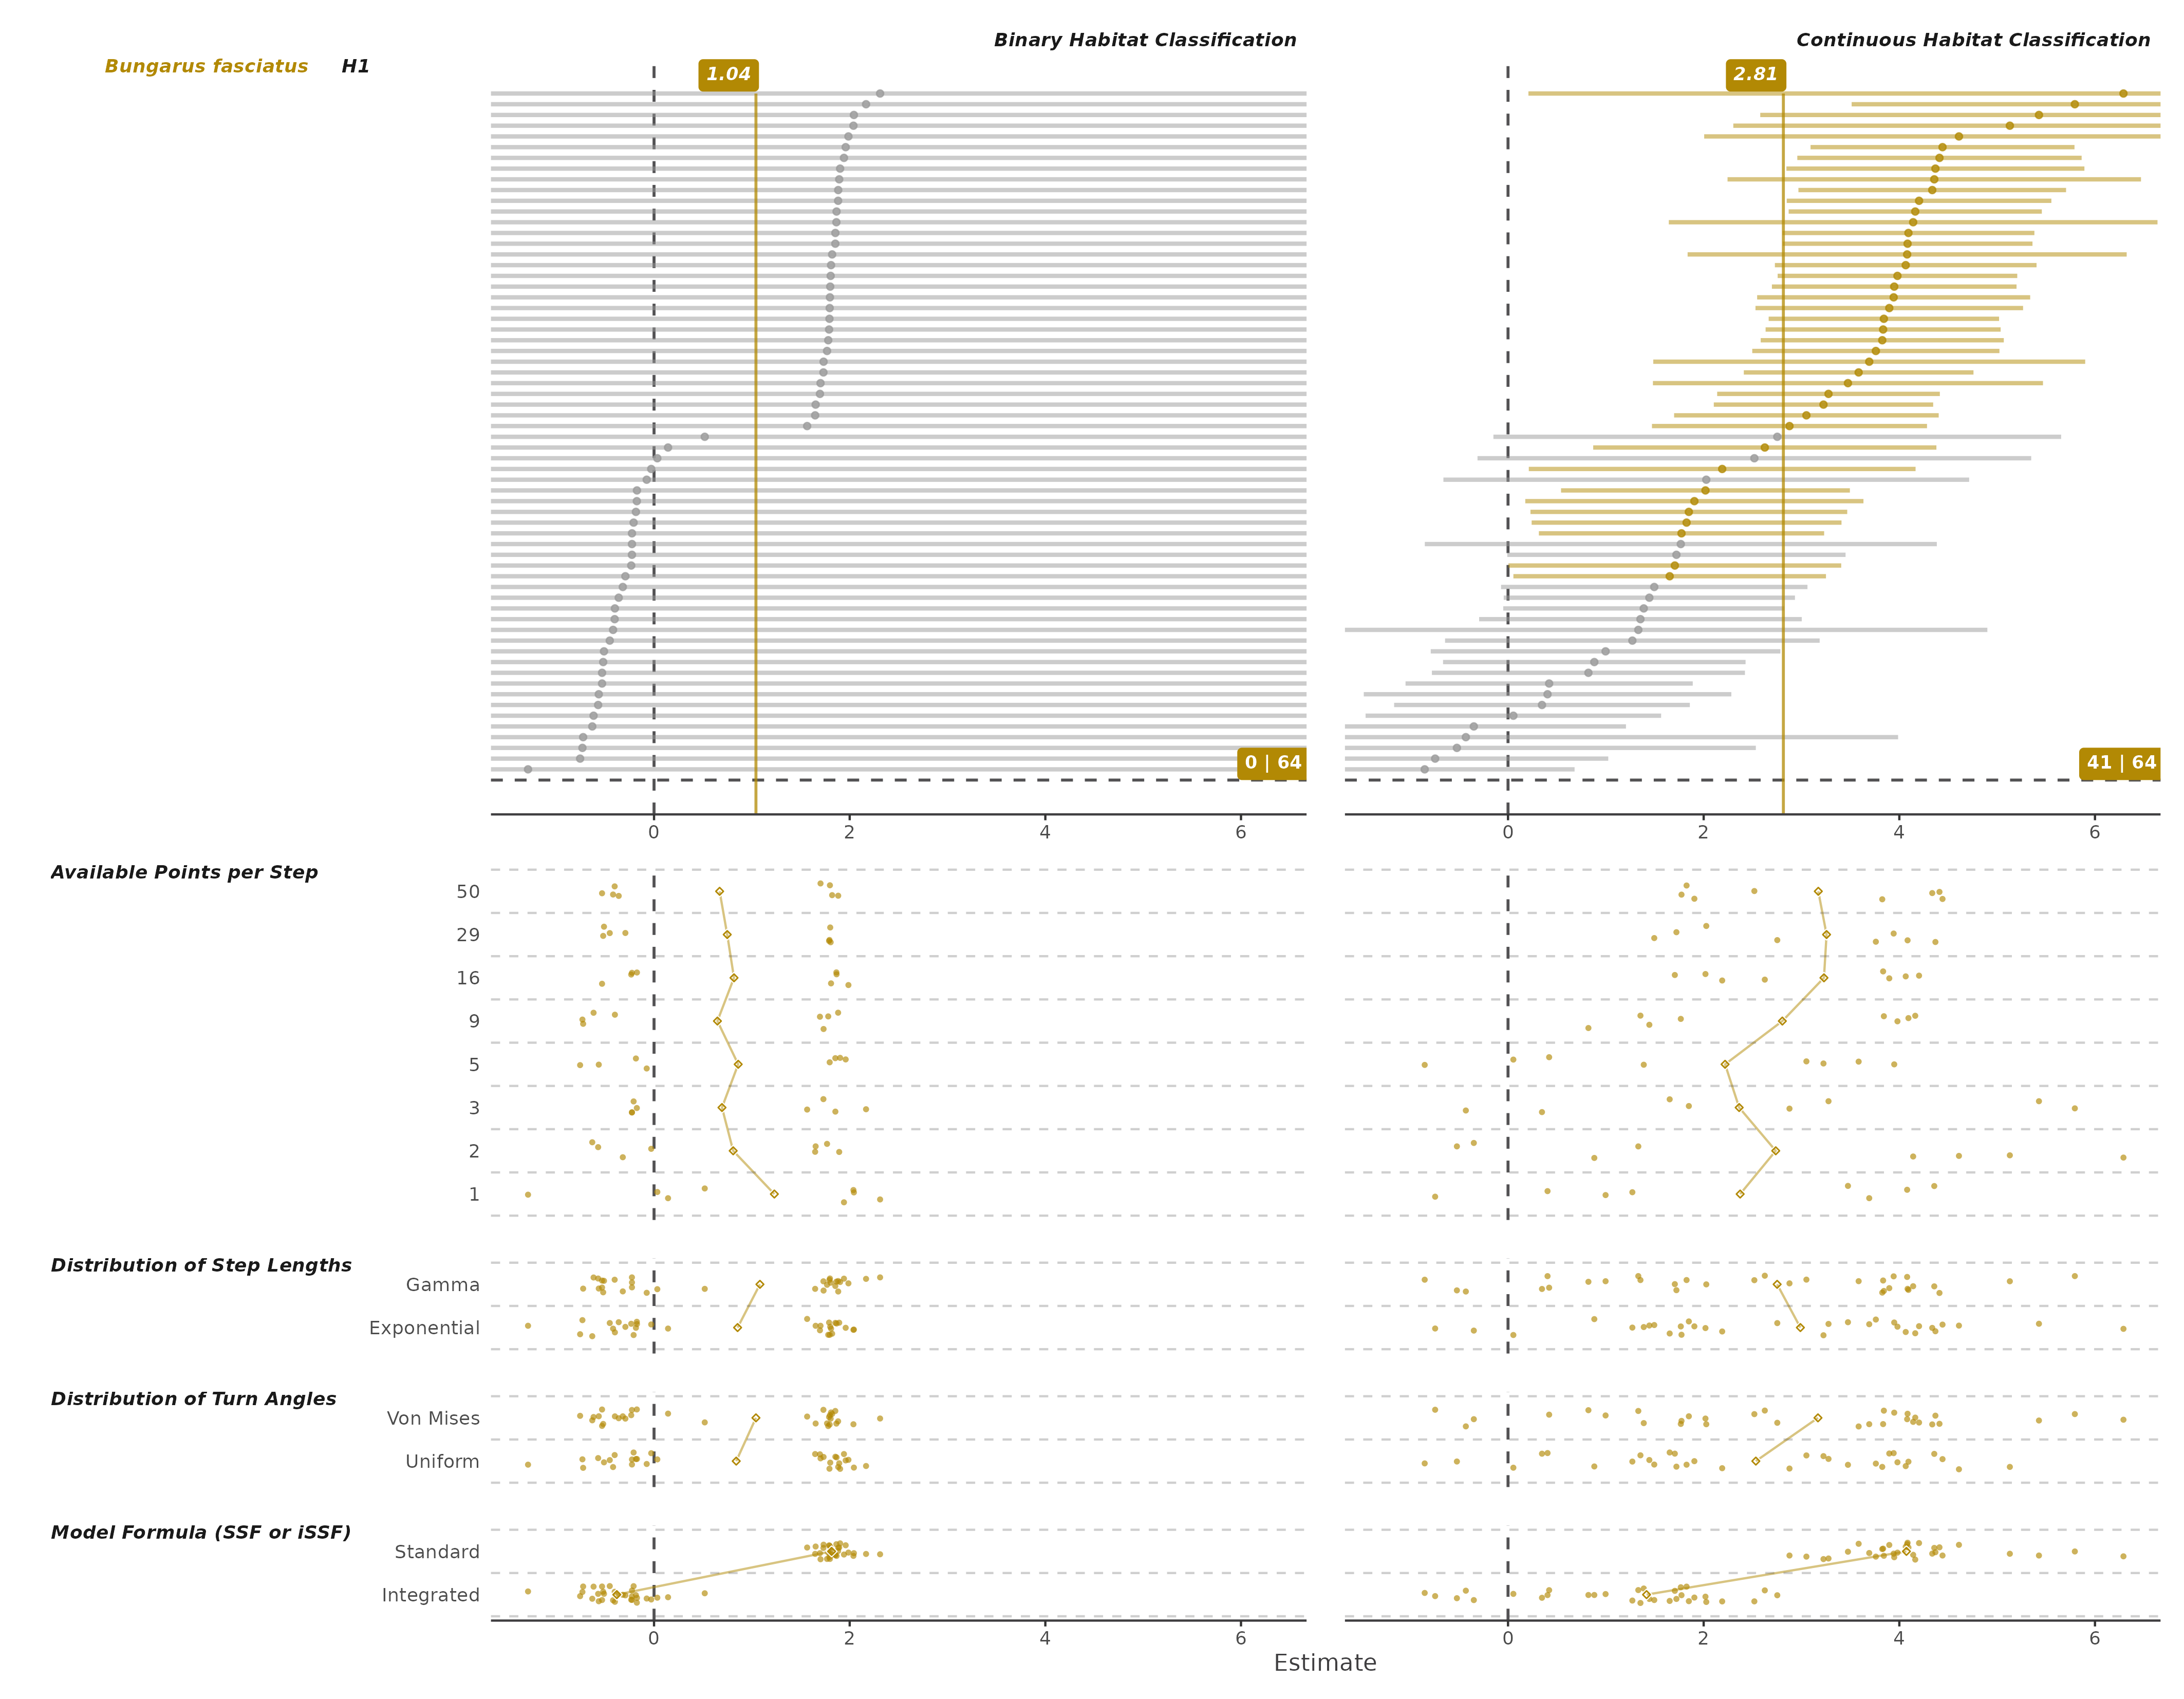 Binary Habitat Classification
Continuous Habitat Classification
Bungarus fasciatus H1
1.04
2.81
0 | 64
41 | 64
0 2 4 6
0 2 4 6
Available Points per Step
50
29
16
9
5
3
2
1
Distribution of Step Lengths
Gamma
Exponential
Distribution of Turn Angles
Von Mises
Uniform
Model Formula (SSF or iSSF)
Standard
Integrated
0 2 4 6
0 2 4 6
Estimate